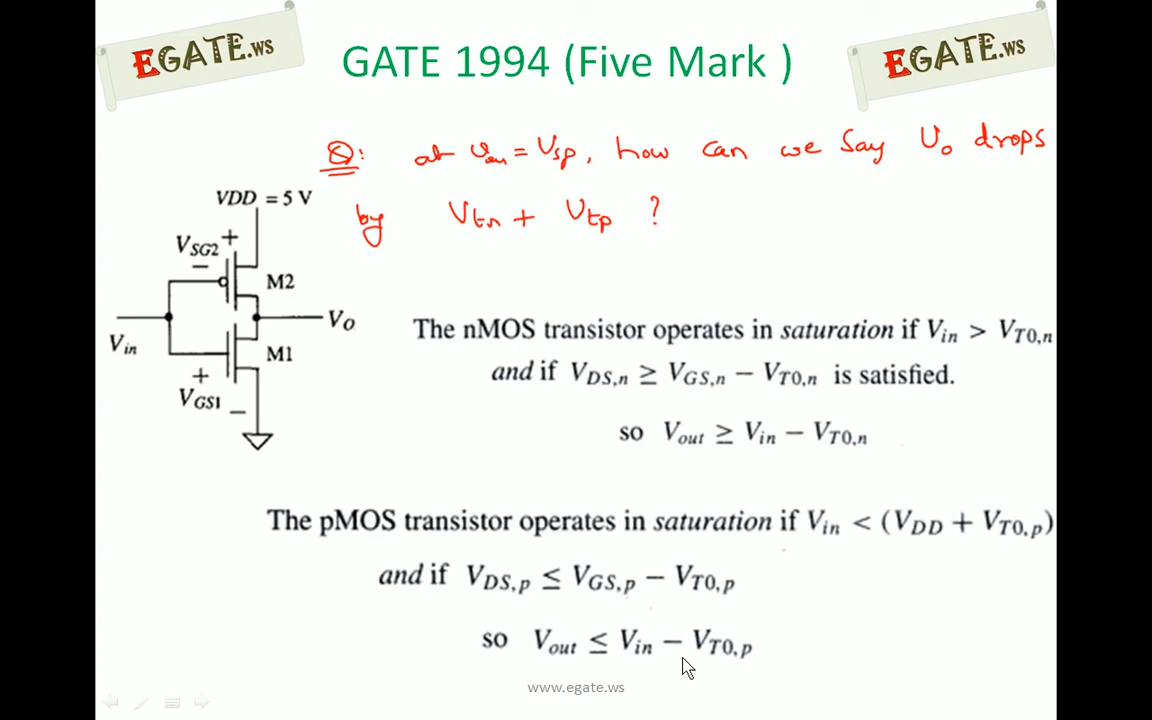 EGATE.ws
GATE 1994 (Five Mark )
EGATE.ws
Q: at Vin = Vsp, how can we say Vo drops
by Vtn + Vtp ?
VDD = 5 V
VSG2 +
−
M2
Vin
VO
M1
+
VGS1
−
The nMOS transistor operates in saturation if Vin > VT0,n
and if VDS,n ≥ VGS,n − VT0,n is satisfied.
so Vout ≥ Vin − VT0,n
The pMOS transistor operates in saturation if Vin < (VDD + VT0,p)
and if VDS,p ≤ VGS,p − VT0,p
so Vout ≤ Vin − VT0,p
www.egate.ws